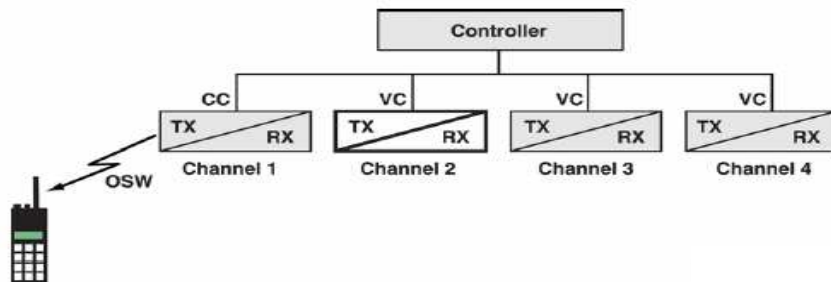 Controller
CC VC VC VC
TX RX TX RX TX RX TX RX
Channel 1 Channel 2 Channel 3 Channel 4
OSW